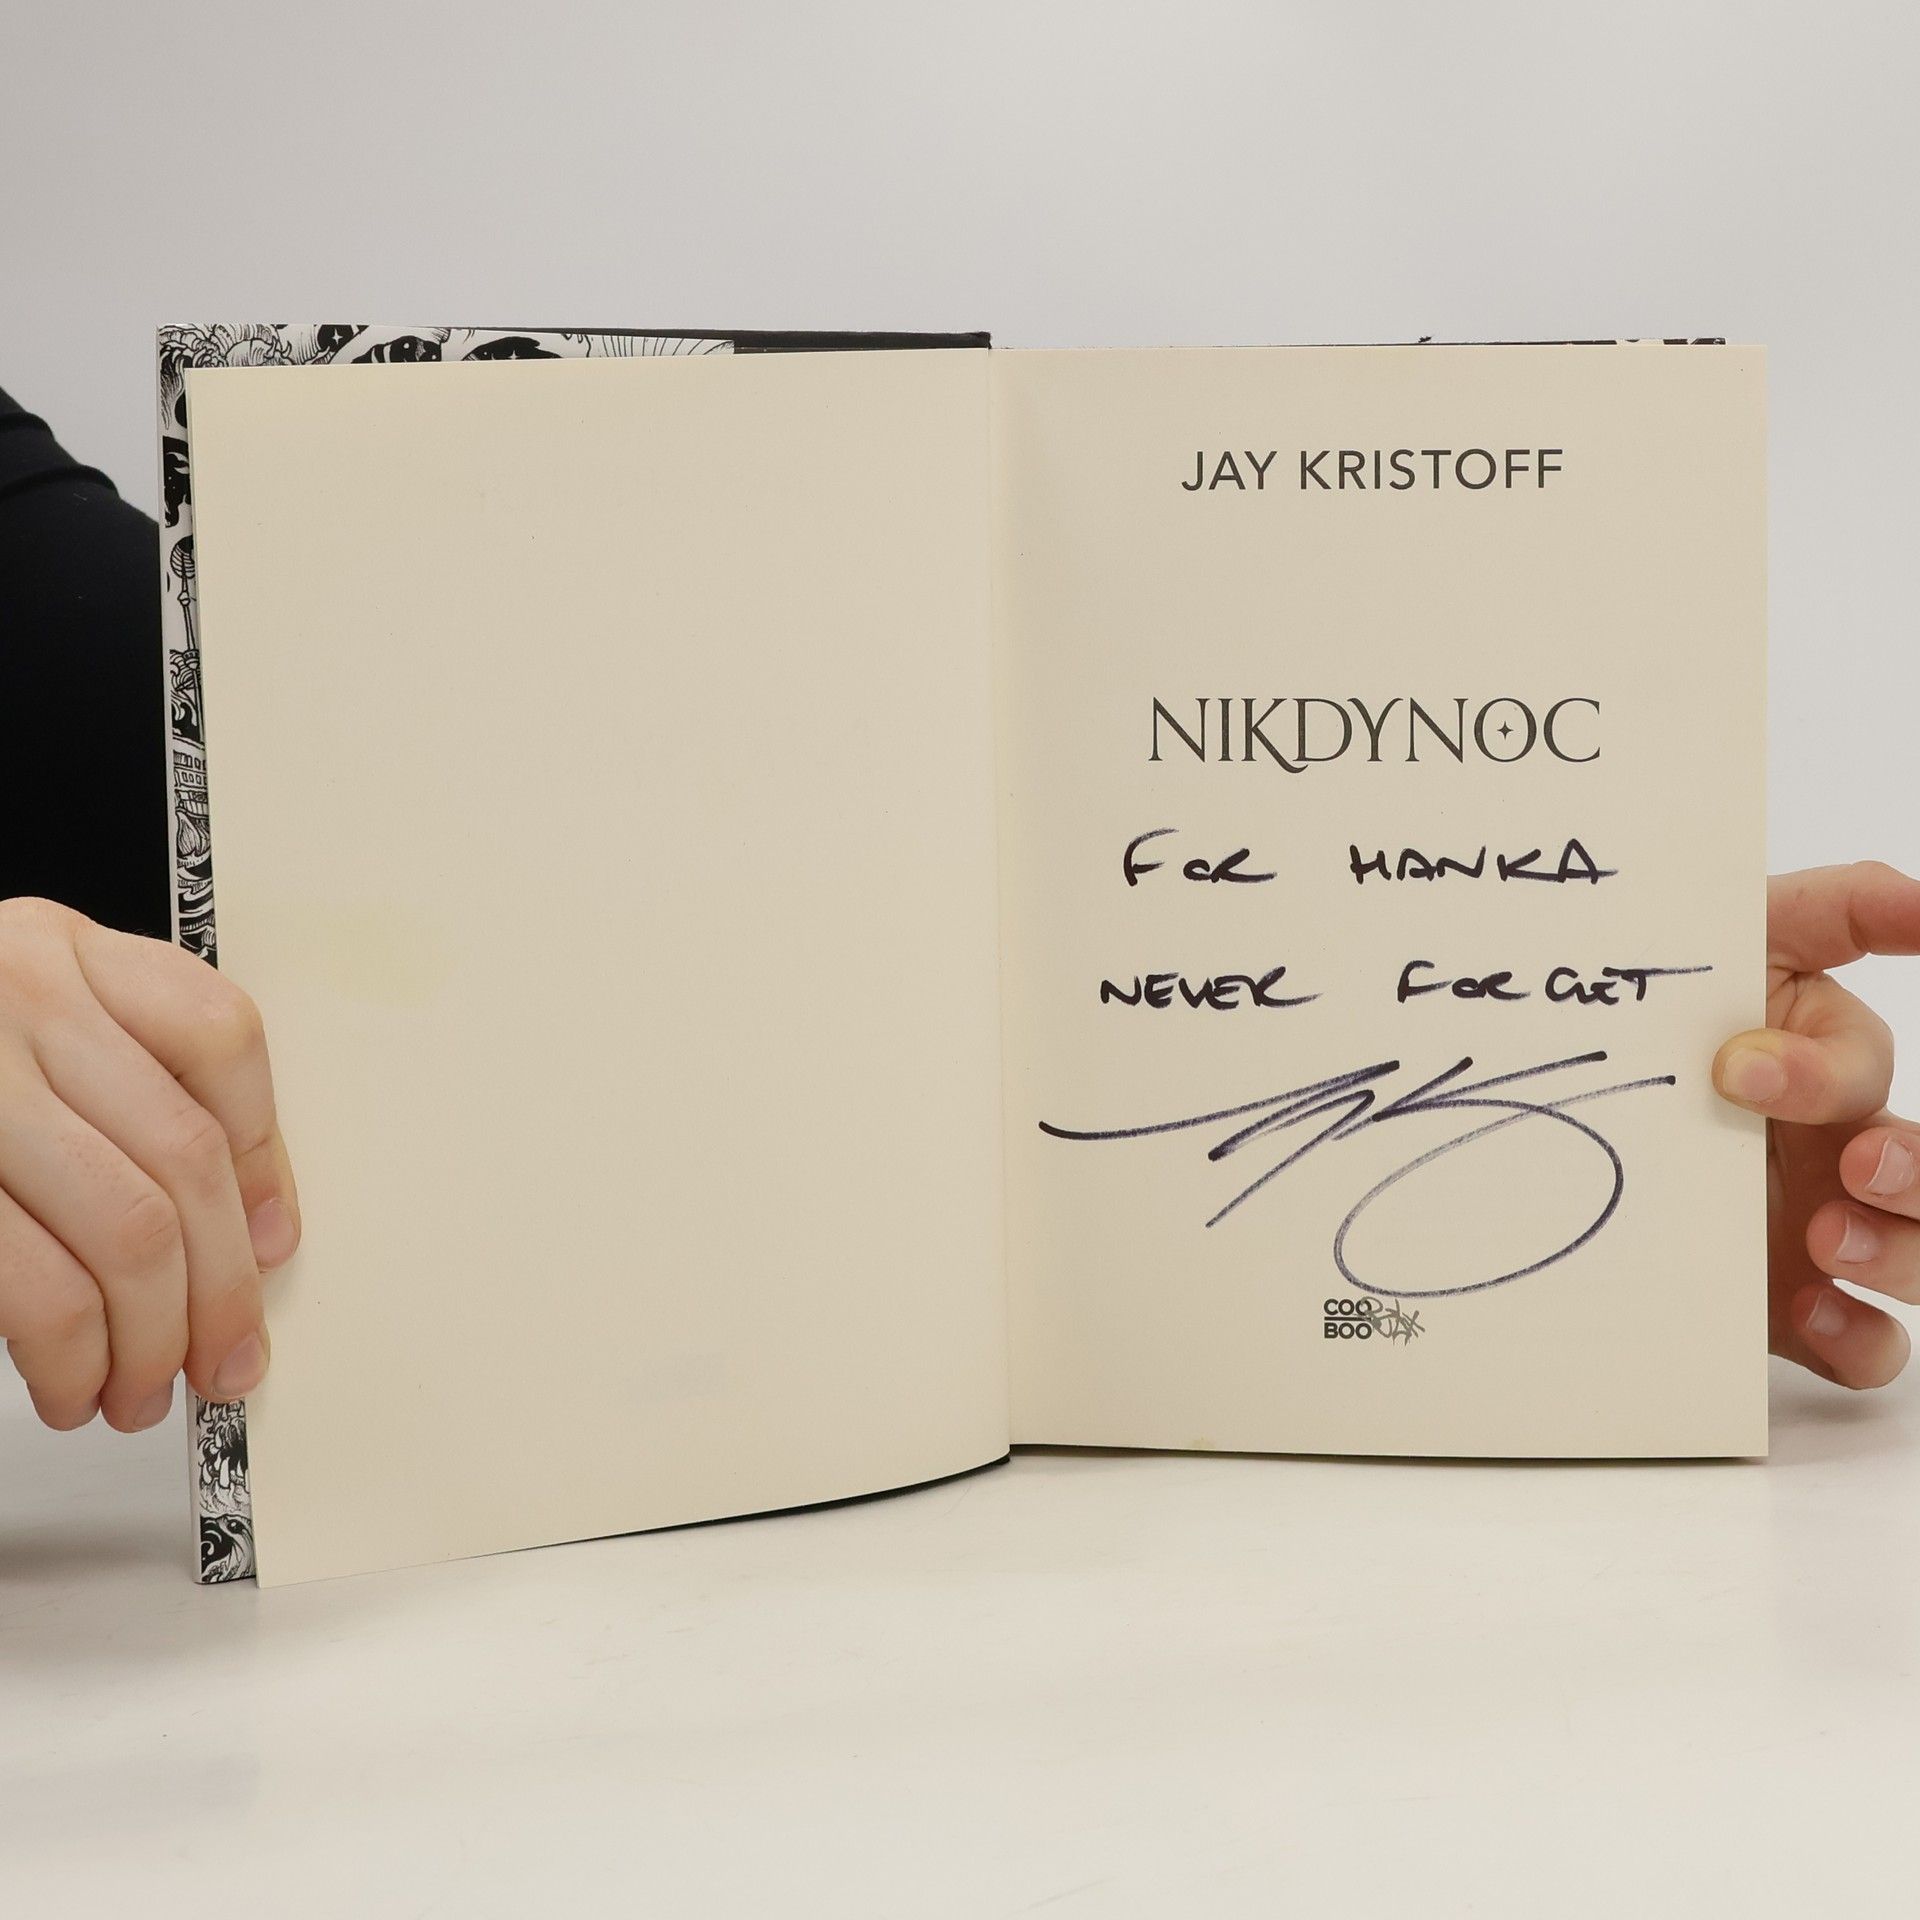 JAY KRISTOFF
NIKDYNOC
FOR HANKA
NEVER FORGET
COO
BOO